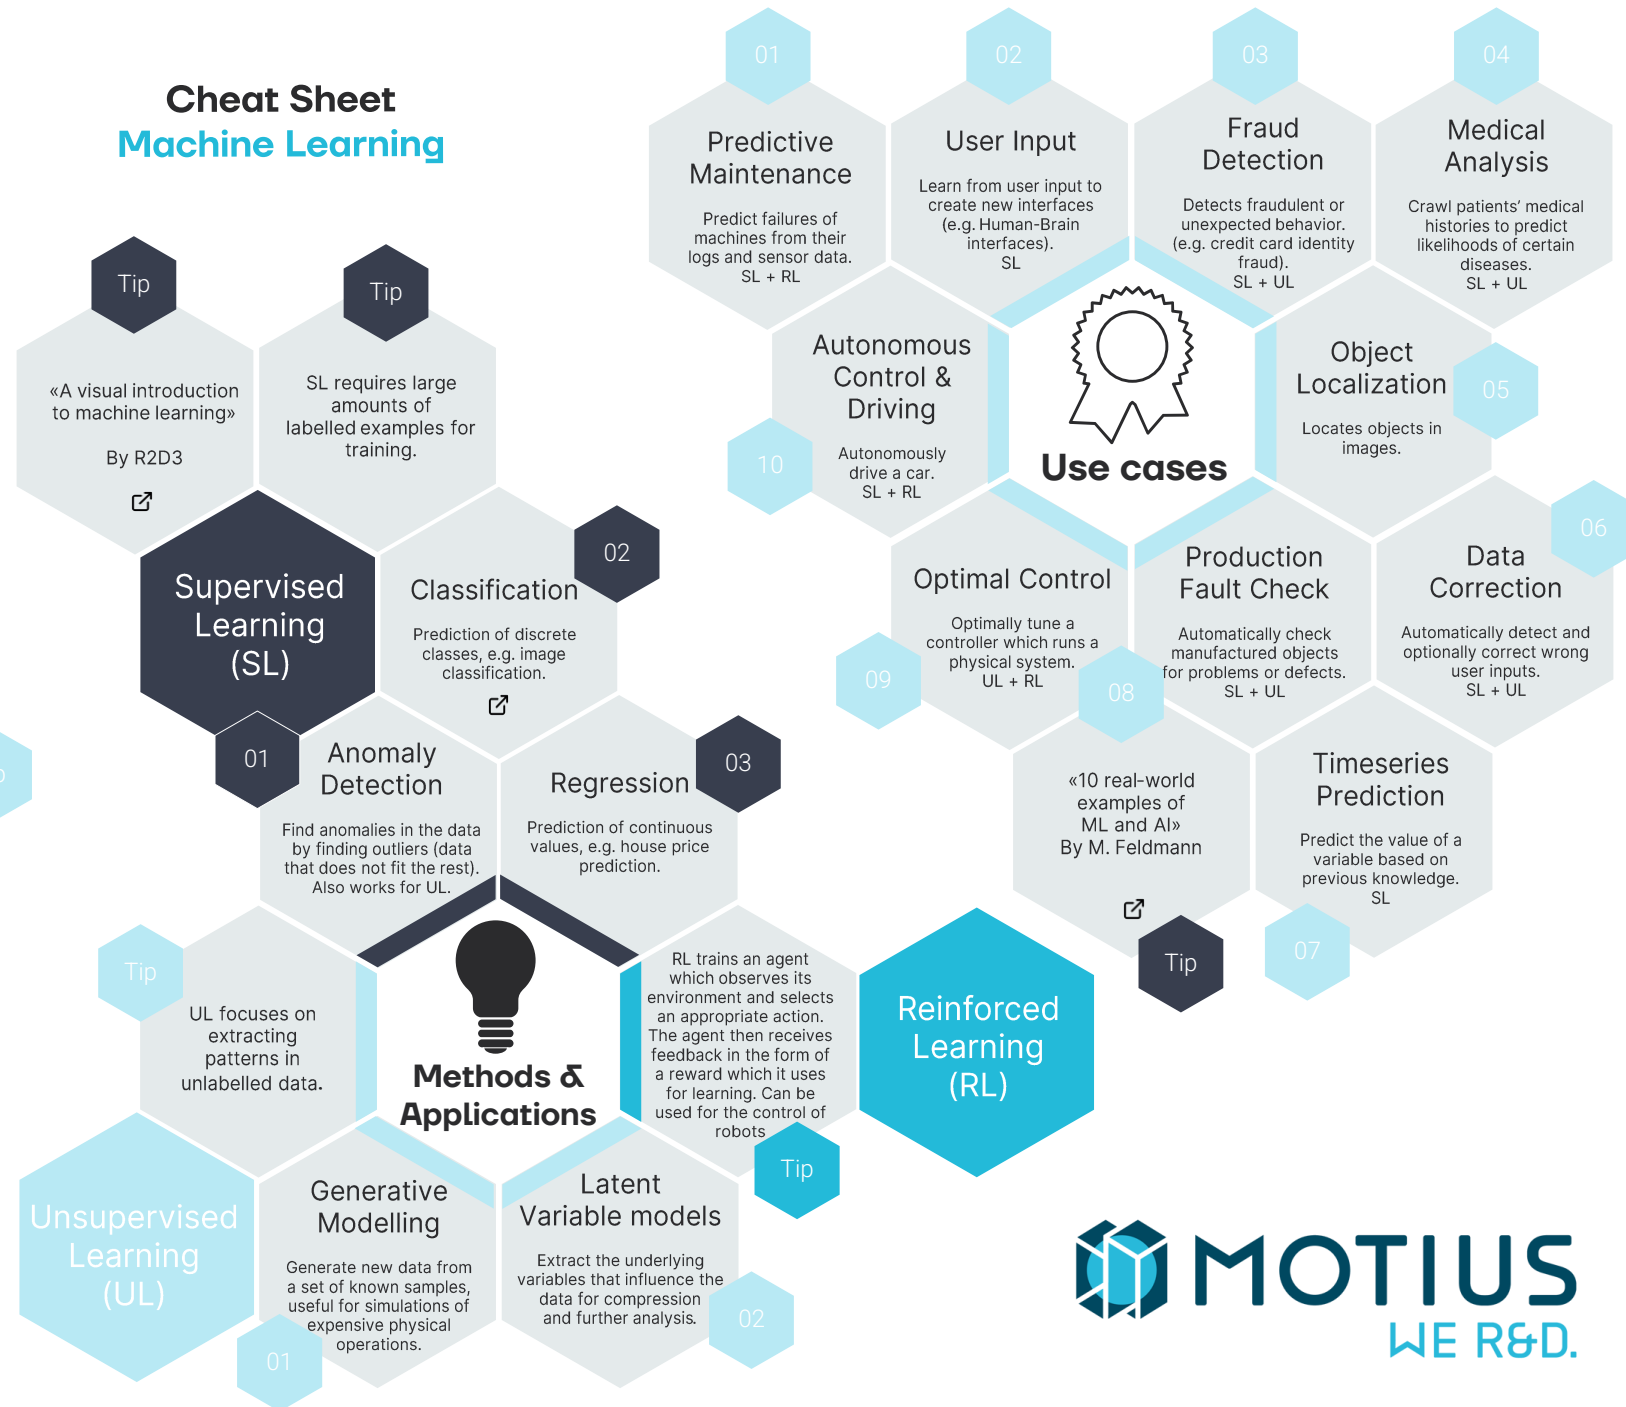 Cheat Sheet
Machine Learning
Tip
«A visual introduction
to machine learning»
By R2D3
Tip
SL requires large
amounts of
labelled examples for
training.
Supervised
Learning
(SL)
02
Classification
Prediction of discrete
classes, e.g. image
classification.
01
Anomaly
Detection
Find anomalies in the data
by finding outliers (data
that does not fit the rest).
Also works for UL.
03
Regression
Prediction of continuous
values, e.g. house price
prediction.
Methods &
Applications
Tip
UL focuses on
extracting
patterns in
unlabelled data.
Unsupervised
Learning
(UL)
Generative
Modelling
Generate new data from
a set of known samples,
useful for simulations of
expensive physical
operations.
01
Latent
Variable models
Extract the underlying
variables that influence the
data for compression
and further analysis.
02
RL trains an agent
which observes its
environment and selects
an appropriate action.
The agent then receives
feedback in the form of
a reward which it uses
for learning. Can be
used for the control of
robots
Tip
Reinforced
Learning
(RL)
Use cases
01
Predictive
Maintenance
Predict failures of
machines from their
logs and sensor data.
SL + RL
02
User Input
Learn from user input to
create new interfaces
(e.g. Human-Brain
interfaces).
SL
03
Fraud
Detection
Detects fraudulent or
unexpected behavior.
(e.g. credit card identity
fraud).
SL + UL
04
Medical
Analysis
Crawl patients’ medical
histories to predict
likelihoods of certain
diseases.
SL + UL
Object
Localization
Locates objects in
images.
05
06
Data
Correction
Automatically detect and
optionally correct wrong
user inputs.
SL + UL
Timeseries
Prediction
Predict the value of a
variable based on
previous knowledge.
SL
07
Production
Fault Check
Automatically check
manufactured objects
for problems or defects.
SL + UL
08
Optimal Control
Optimally tune a
controller which runs a
physical system.
UL + RL
09
Autonomous
Control &
Driving
Autonomously
drive a car.
SL + RL
10
«10 real-world
examples of
ML and AI»
By M. Feldmann
Tip
MOTIUS
WE R&D.